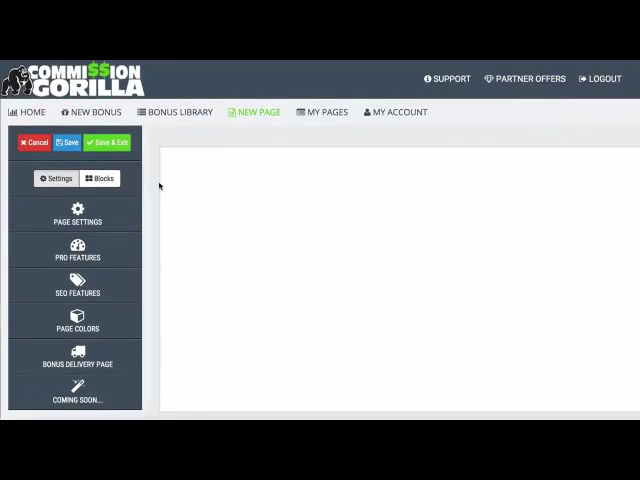 COMMI$$ION
GORILLA
SUPPORT PARTNER OFFERS LOGOUT
HOME NEW BONUS BONUS LIBRARY NEW PAGE MY PAGES MY ACCOUNT
Cancel Save Save & Exit
Settings Blocks
PAGE SETTINGS
PRO FEATURES
SEO FEATURES
PAGE COLORS
BONUS DELIVERY PAGE
COMING SOON...